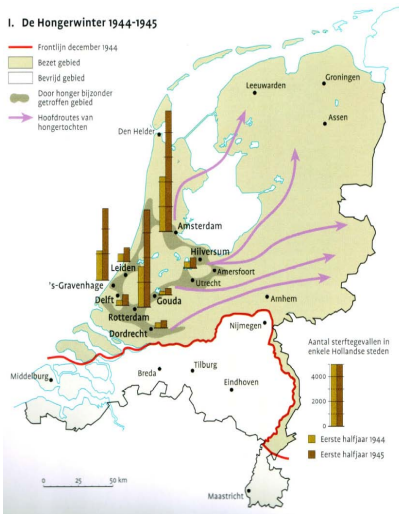 I. De Hongerwinter 1944-1945
Frontlijn december 1944
Bezet gebied
Bevrijd gebied
Door honger bijzonder
getroffen gebied
Hoofdroutes van
hongertochten
Groningen
Leeuwarden
Assen
Den Helder
Amsterdam
Hilversum
Leiden
Amersfoort
's-Gravenhage
Utrecht
Delft
Gouda
Arnhem
Rotterdam
Dordrecht
Nijmegen
Aantal sterftegevallen in
enkele Hollandse steden
4000
2000
0
Eerste halfjaar 1944
Eerste halfjaar 1945
Middelburg
Breda
Tilburg
Eindhoven
0 25 50 km
Maastricht